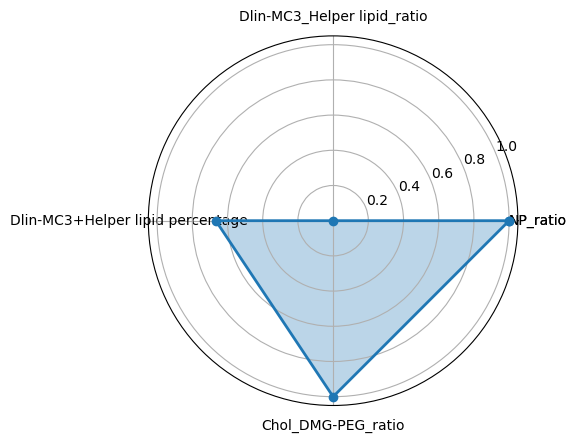 Dlin-MC3_Helper lipid_ratio
1.0
0.8
0.6
0.4
0.2
Dlin-MC3+Helper lipid percentage
NP_ratio
Chol_DMG-PEG_ratio